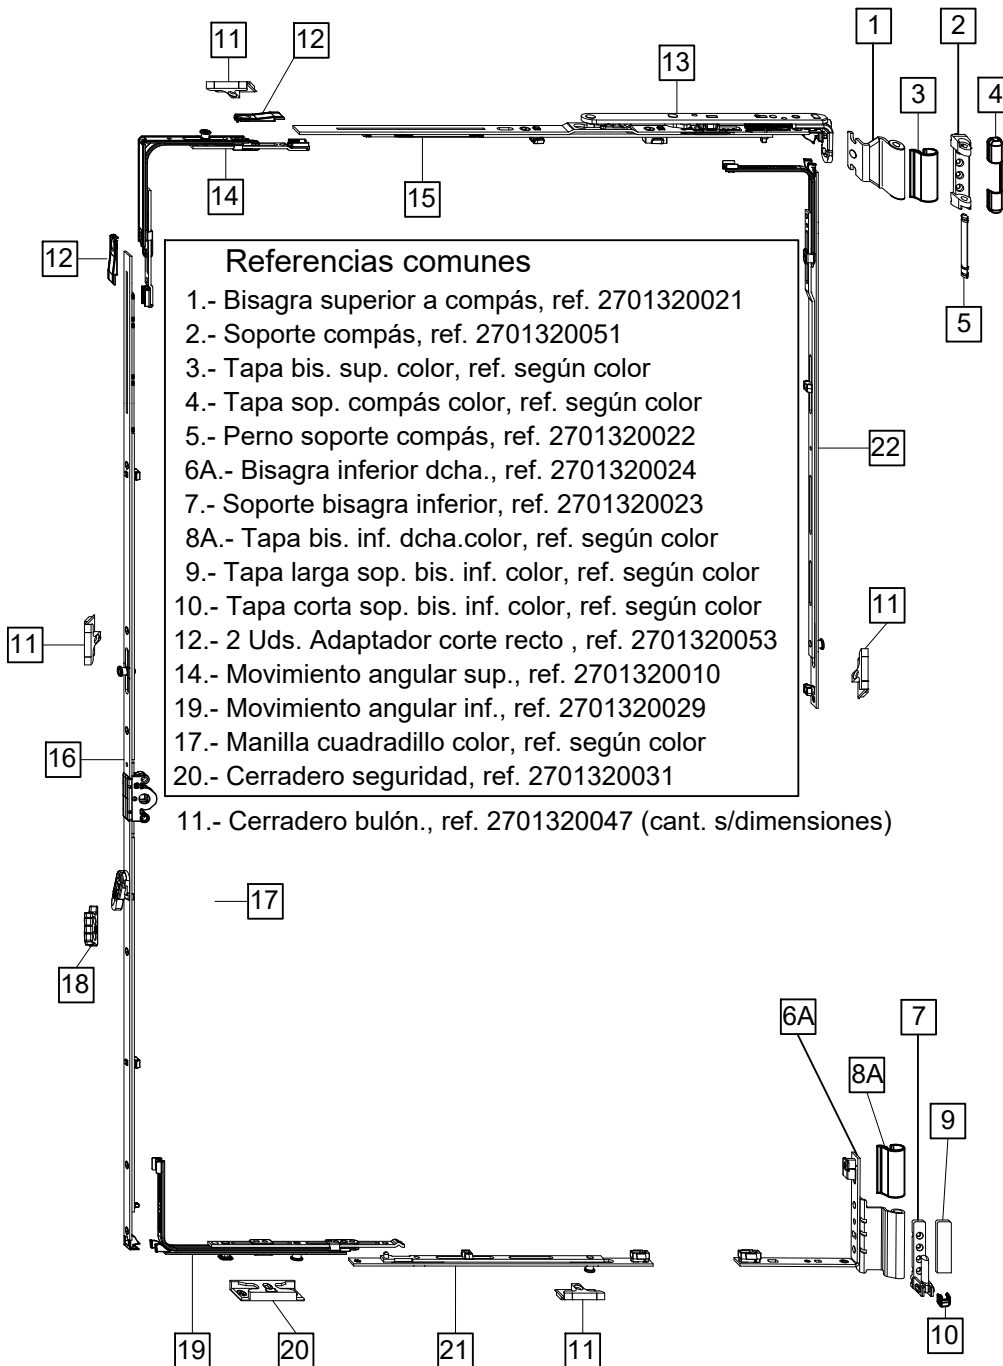 11
12
1
2
13
3
4
14
15
12
5
Referencias comunes
1.- Bisagra superior a compás, ref. 2701320021
2.- Soporte compás, ref. 2701320051
3.- Tapa bis. sup. color, ref. según color
4.- Tapa sop. compás color, ref. según color
5.- Perno soporte compás, ref. 2701320022
6A.- Bisagra inferior dcha., ref. 2701320024
7.- Soporte bisagra inferior, ref. 2701320023
8A.- Tapa bis. inf. dcha.color, ref. según color
9.- Tapa larga sop. bis. inf. color, ref. según color
10.- Tapa corta sop. bis. inf. color, ref. según color
12.- 2 Uds. Adaptador corte recto , ref. 2701320053
14.- Movimiento angular sup., ref. 2701320010
19.- Movimiento angular inf., ref. 2701320029
17.- Manilla cuadradillo color, ref. según color
20.- Cerradero seguridad, ref. 2701320031
11.- Cerradero bulón., ref. 2701320047 (cant. s/dimensiones)
22
11
11
16
17
18
6A
7
8A
9
19
20
21
11
10